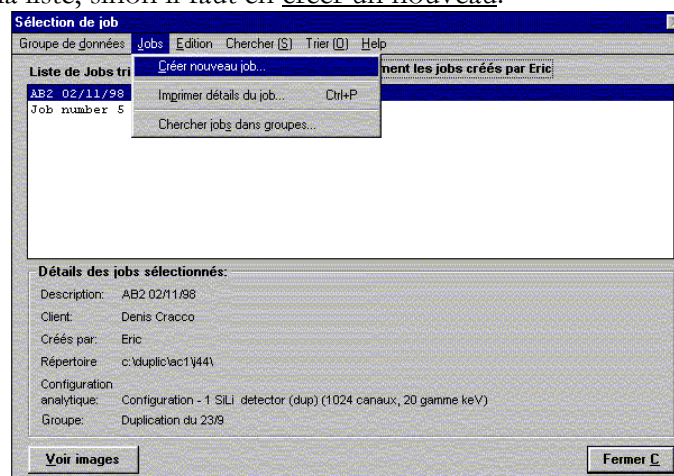 la liste, sinon il faut en créer un nouveau.
Sélection de job
Groupe de données Jobs Edition Chercher (S) Trier (O) Help
Liste de Jobs tri
nent les jobs créés par Eric
Créer nouveau job...
Imprimer détails du job... Ctrl+P
Chercher jobs dans groupes...
AB2 02/11/98
Job number 5
Détails des jobs sélectionnés:
Description: AB2 02/11/98
Client: Denis Cracco
Créés par: Eric
Répertoire c:\duplic\ac1\j44\
Configuration
analytique: Configuration - 1 SiLi detector (dup) (1024 canaux, 20 gamme keV)
Groupe: Duplication du 23/9
Voir images
Fermer C